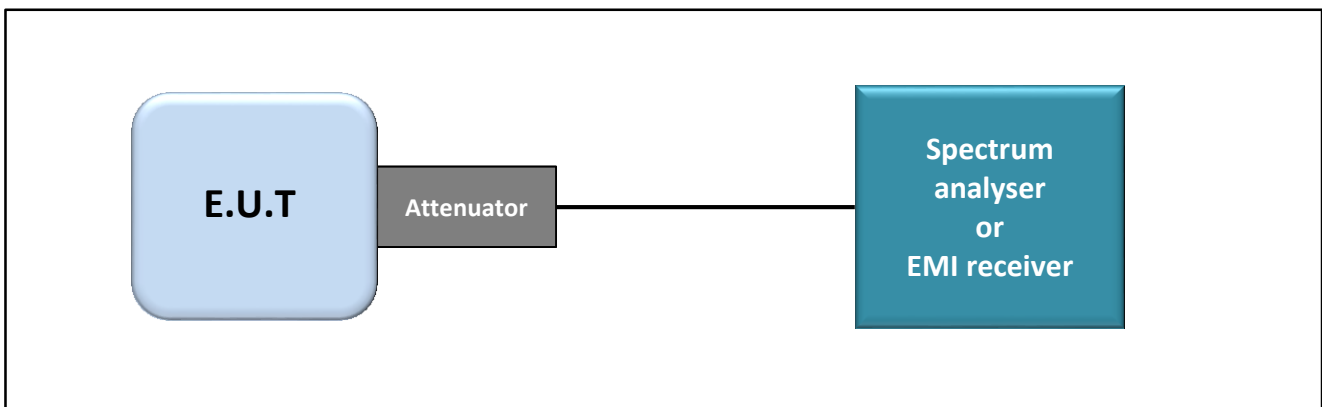 E.U.T
Attenuator
Spectrum
analyser
or
EMI receiver